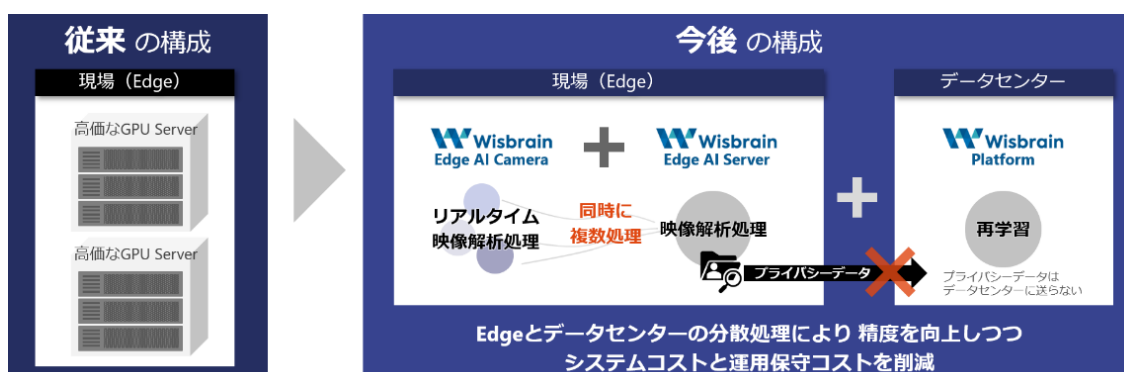 従来 の構成
現場（Edge）
高価なGPU Server
高価なGPU Server
今後 の構成
現場（Edge）
Wisbrain
Edge AI Camera
Wisbrain
Edge AI Server
リアルタイム
映像解析処理
同時に
複数処理
映像解析処理
プライバシーデータ
データセンター
Wisbrain
Platform
再学習
プライバシーデータは
データセンターに送らない
Edgeとデータセンターの分散処理により 精度を向上しつつ
システムコストと運用保守コストを削減